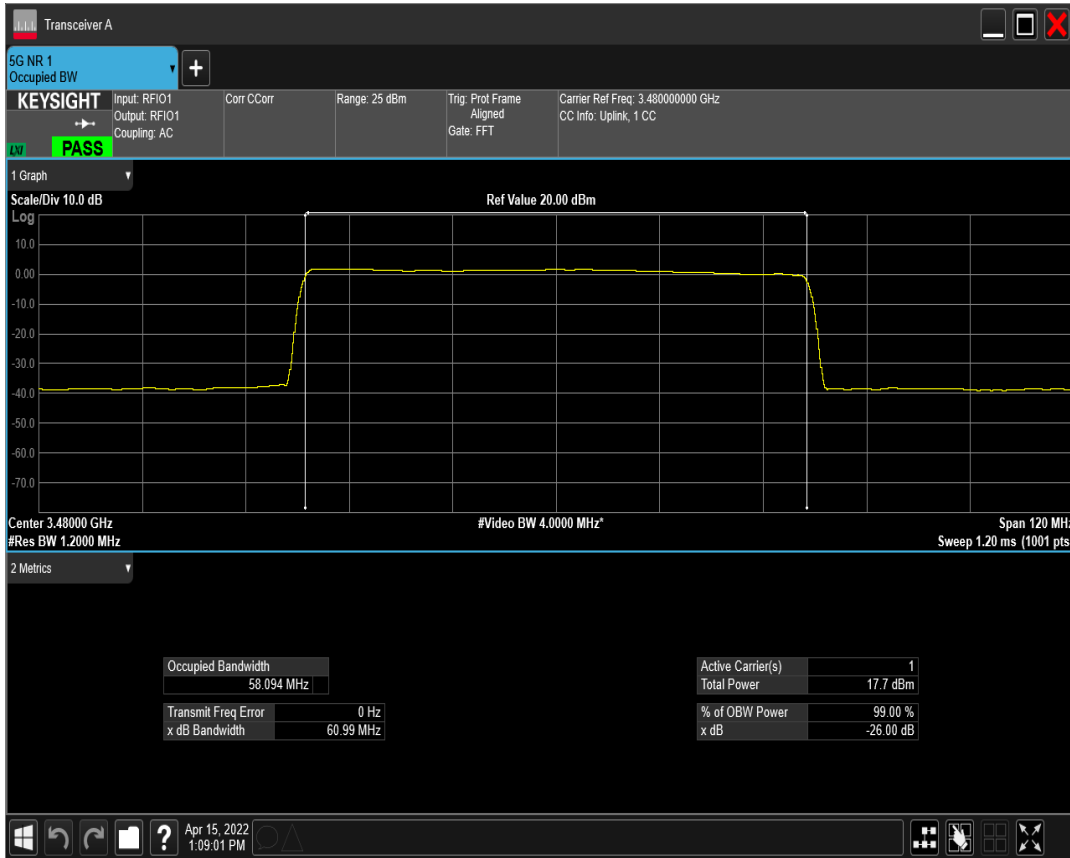 Transceiver A
5G NR 1
Occupied BW
KEYSIGHT
LXI
PASS
Input: RFIO1
Output: RFIO1
Coupling: AC
Corr CCorr
Range: 25 dBm
Trig: Prot Frame
Aligned
Gate: FFT
Carrier Ref Freq: 3.480000000 GHz
CC Info: Uplink, 1 CC
1 Graph
Scale/Div 10.0 dB
Ref Value 20.00 dBm
Log
10.0
0.00
-10.0
-20.0
-30.0
-40.0
-50.0
-60.0
-70.0
Center 3.48000 GHz
#Video BW 4.0000 MHz*
Span 120 MHz
#Res BW 1.2000 MHz
Sweep 1.20 ms (1001 pts
2 Metrics
Occupied Bandwidth
58.094 MHz
Transmit Freq Error 0 Hz
x dB Bandwidth 60.99 MHz
Active Carrier(s) 1
Total Power 17.7 dBm
% of OBW Power 99.00 %
x dB -26.00 dB
Apr 15, 2022
1:09:01 PM